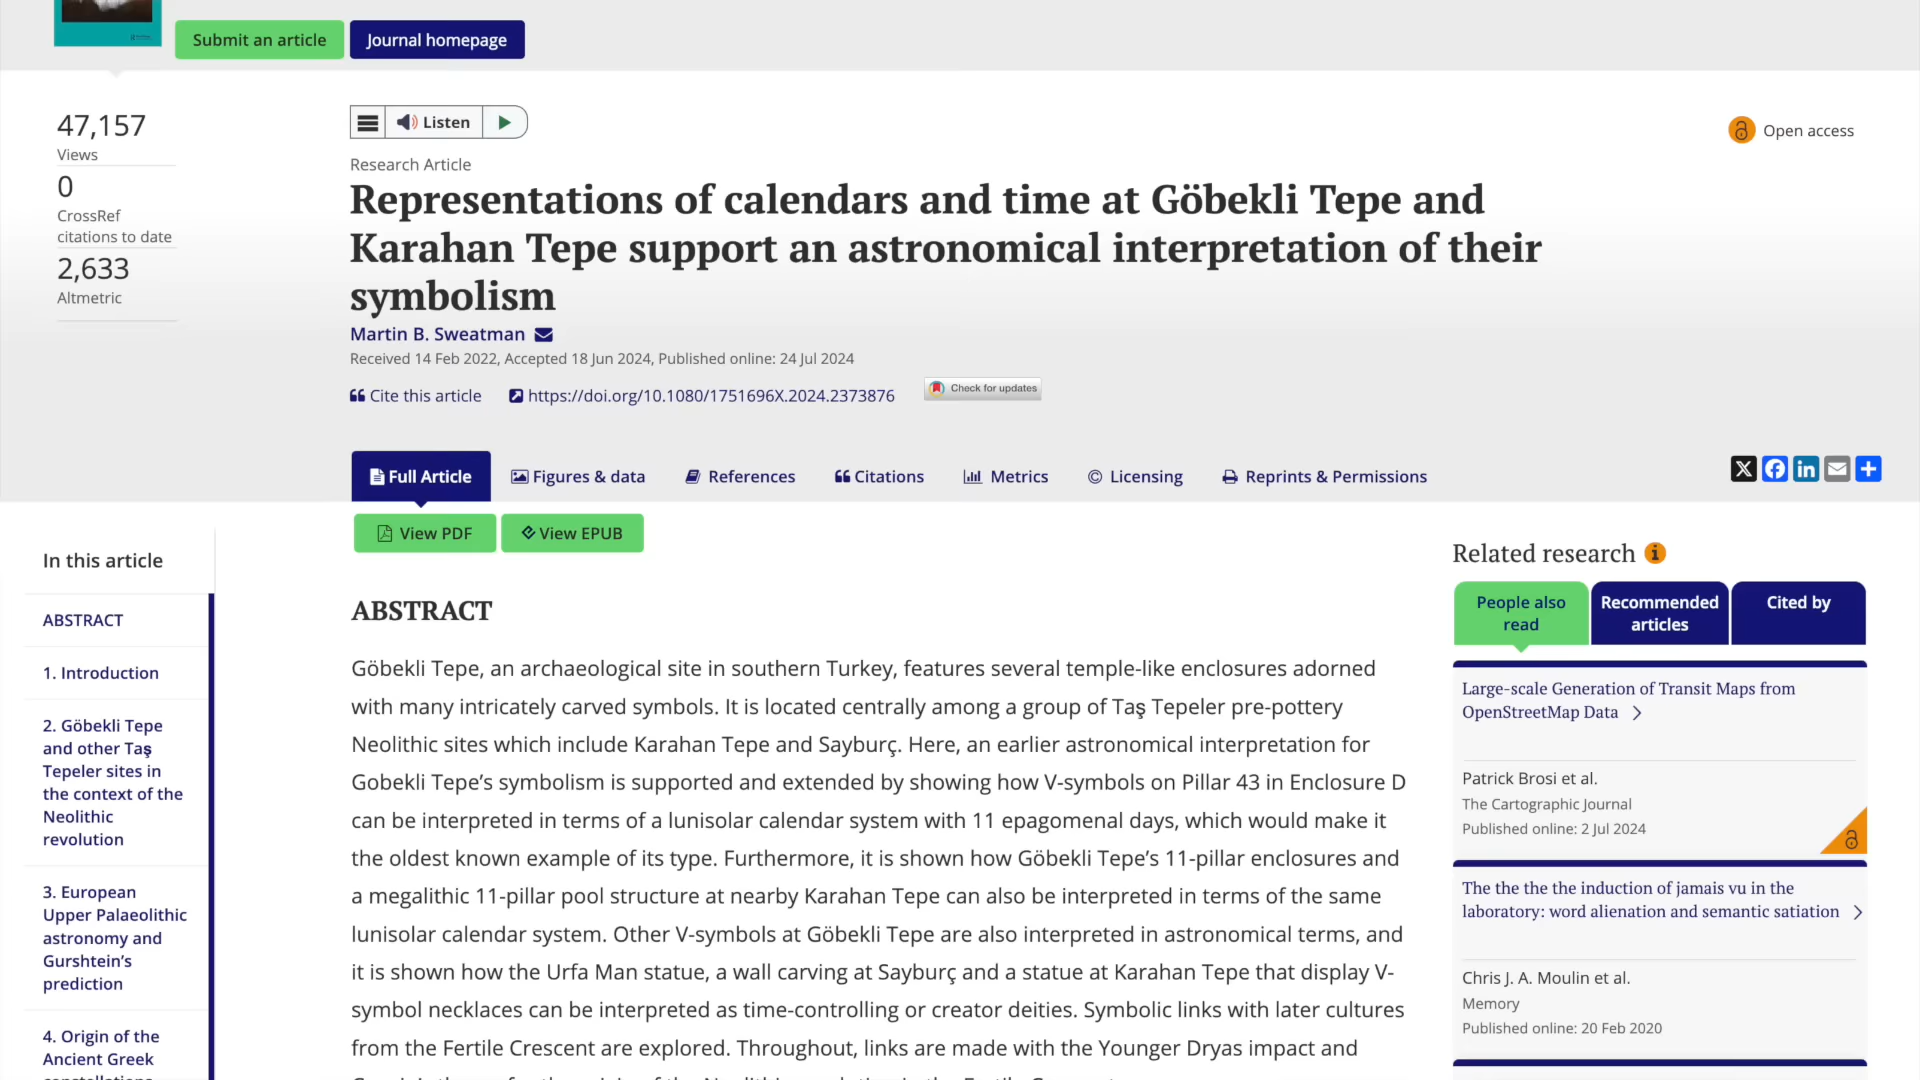 Submit an article
Journal homepage
47,157
Views
0
CrossRef
citations to date
2,633
Altmetric
Listen
Open access
Research Article
Representations of calendars and time at Göbekli Tepe and
Karahan Tepe support an astronomical interpretation of their
symbolism
Martin B. Sweatman
Received 14 Feb 2022, Accepted 18 Jun 2024, Published online: 24 Jul 2024
Cite this article
https://doi.org/10.1080/1751696X.2024.2373876
Check for updates
Full Article
Figures & data
References
Citations
Metrics
Licensing
Reprints & Permissions
View PDF
View EPUB
In this article
ABSTRACT
1. Introduction
2. Göbekli Tepe
and other Taş
Tepeler sites in
the context of the
Neolithic
revolution
3. European
Upper Palaeolithic
astronomy and
Gurshtein's
prediction
4. Origin of the
Ancient Greek
ABSTRACT
Göbekli Tepe, an archaeological site in southern Turkey, features several temple-like enclosures adorned
with many intricately carved symbols. It is located centrally among a group of Taş Tepeler pre-pottery
Neolithic sites which include Karahan Tepe and Sayburç. Here, an earlier astronomical interpretation for
Gobekli Tepe's symbolism is supported and extended by showing how V-symbols on Pillar 43 in Enclosure D
can be interpreted in terms of a lunisolar calendar system with 11 epagomenal days, which would make it
the oldest known example of its type. Furthermore, it is shown how Göbekli Tepe's 11-pillar enclosures and
a megalithic 11-pillar pool structure at nearby Karahan Tepe can also be interpreted in terms of the same
lunisolar calendar system. Other V-symbols at Göbekli Tepe are also interpreted in astronomical terms, and
it is shown how the Urfa Man statue, a wall carving at Sayburç and a statue at Karahan Tepe that display V-
symbol necklaces can be interpreted as time-controlling or creator deities. Symbolic links with later cultures
from the Fertile Crescent are explored. Throughout, links are made with the Younger Dryas impact and
Related research
People also
read
Recommended
articles
Cited by
Large-scale Generation of Transit Maps from
OpenStreetMap Data
Patrick Brosi et al.
The Cartographic Journal
Published online: 2 Jul 2024
The the the the induction of jamais vu in the
laboratory: word alienation and semantic satiation
Chris J. A. Moulin et al.
Memory
Published online: 20 Feb 2020